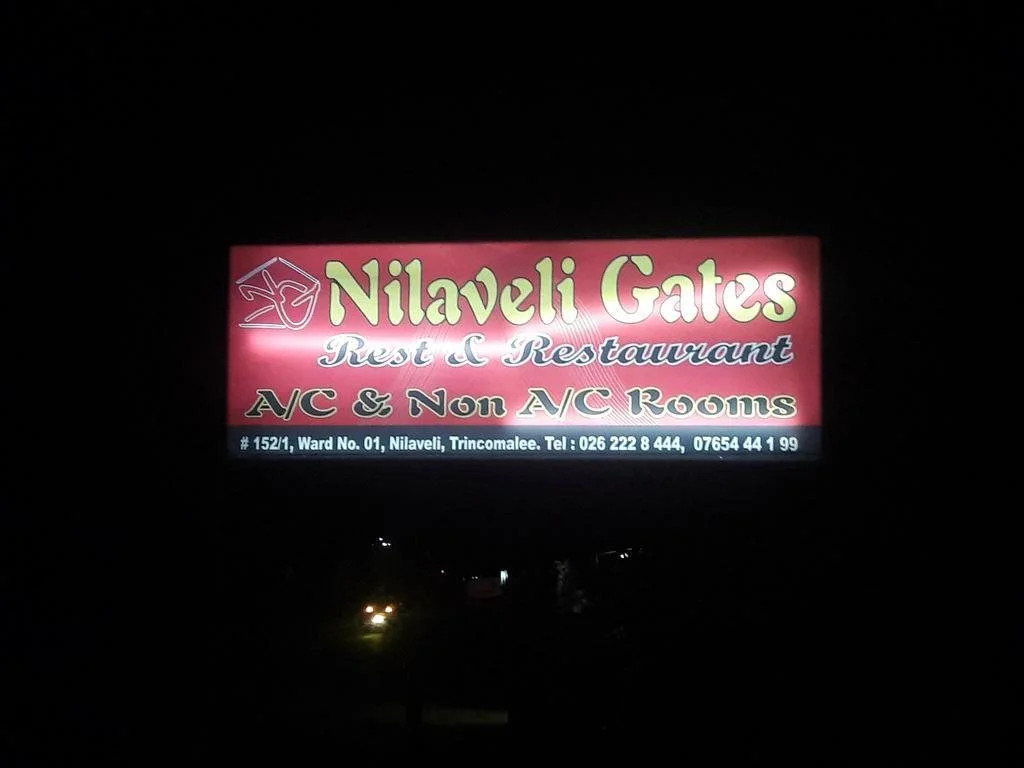 Nilaveli Gates
Rest & Restaurant
A/C & Non A/C Rooms
# 152/1, Ward No. 01, Nilaveli, Trincomalee. Tel : 026 222 8 444, 07654 44 1 99